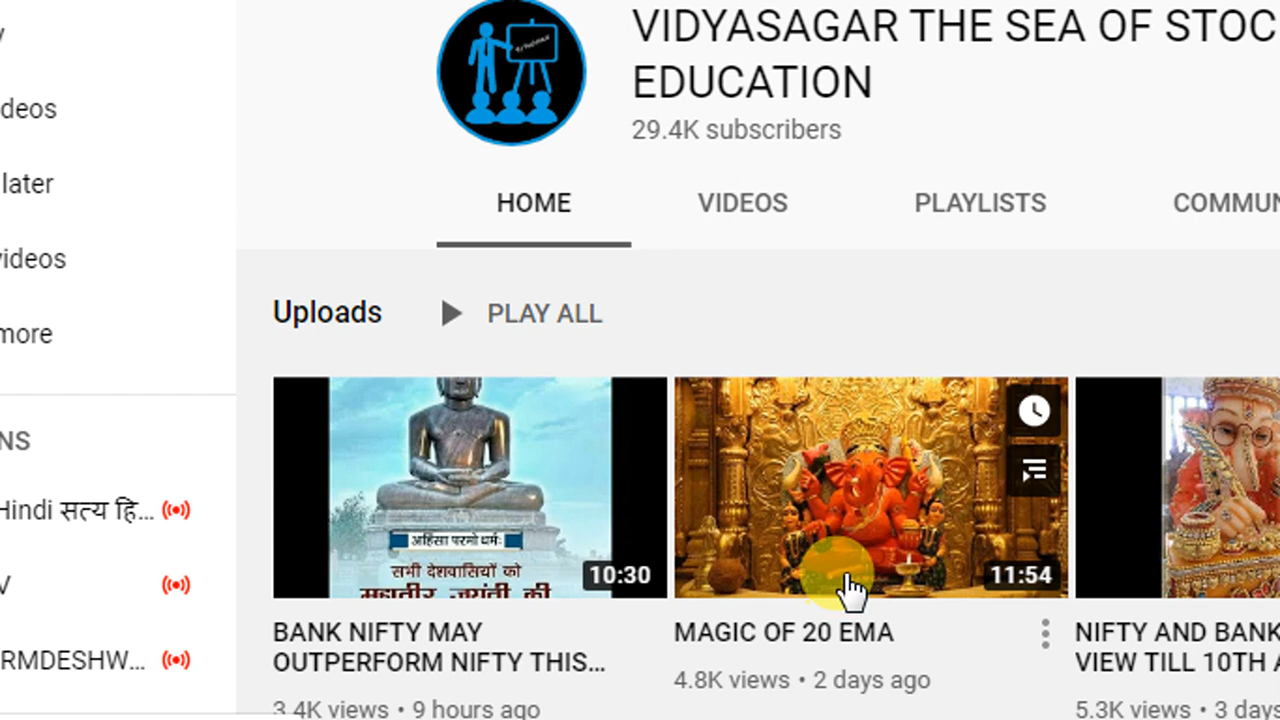 VIDYASAGAR THE SEA OF STOC
EDUCATION
29.4K subscribers
HOME
VIDEOS
PLAYLISTS
COMMUN
deos
later
videos
more
NS
Hindi सत्य हि...
V
RMDESHW...
Uploads
PLAY ALL
अहिंसा परमो धर्मः
सभी देशवासियों को
महावीर जयंती की
10:30
11:54
BANK NIFTY MAY
OUTPERFORM NIFTY THIS...
3.4K views • 9 hours ago
MAGIC OF 20 EMA
4.8K views • 2 days ago
NIFTY AND BANK
VIEW TILL 10TH A
5.3K views • 3 days